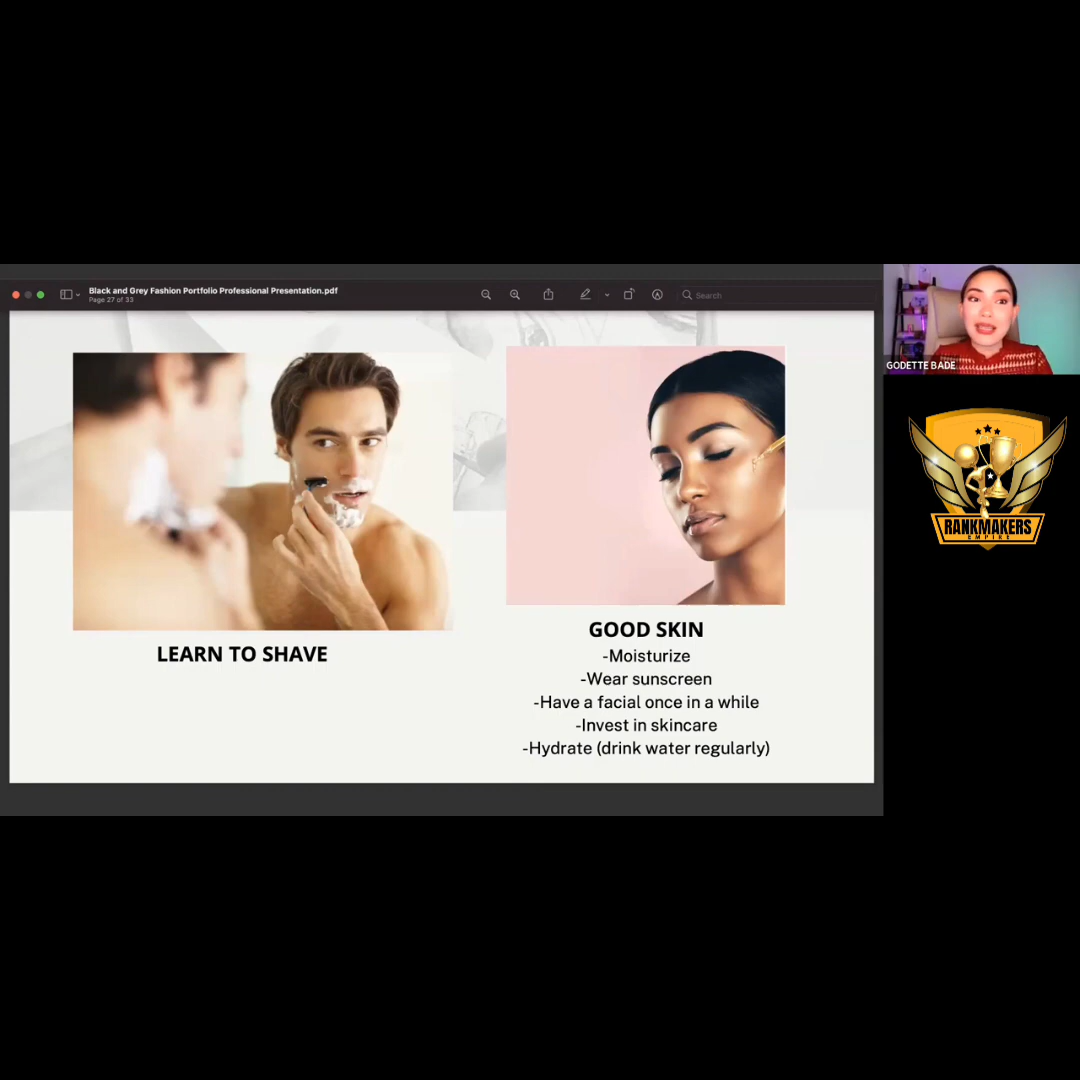 Black and Grey Fashion Portfolio Professional Presentation.pdf
Page 27 of 33
Search
GODETTE BADE
RANKMAKERS
EMPIRE
LEARN TO SHAVE
GOOD SKIN
-Moisturize
-Wear sunscreen
-Have a facial once in a while
-Invest in skincare
-Hydrate (drink water regularly)